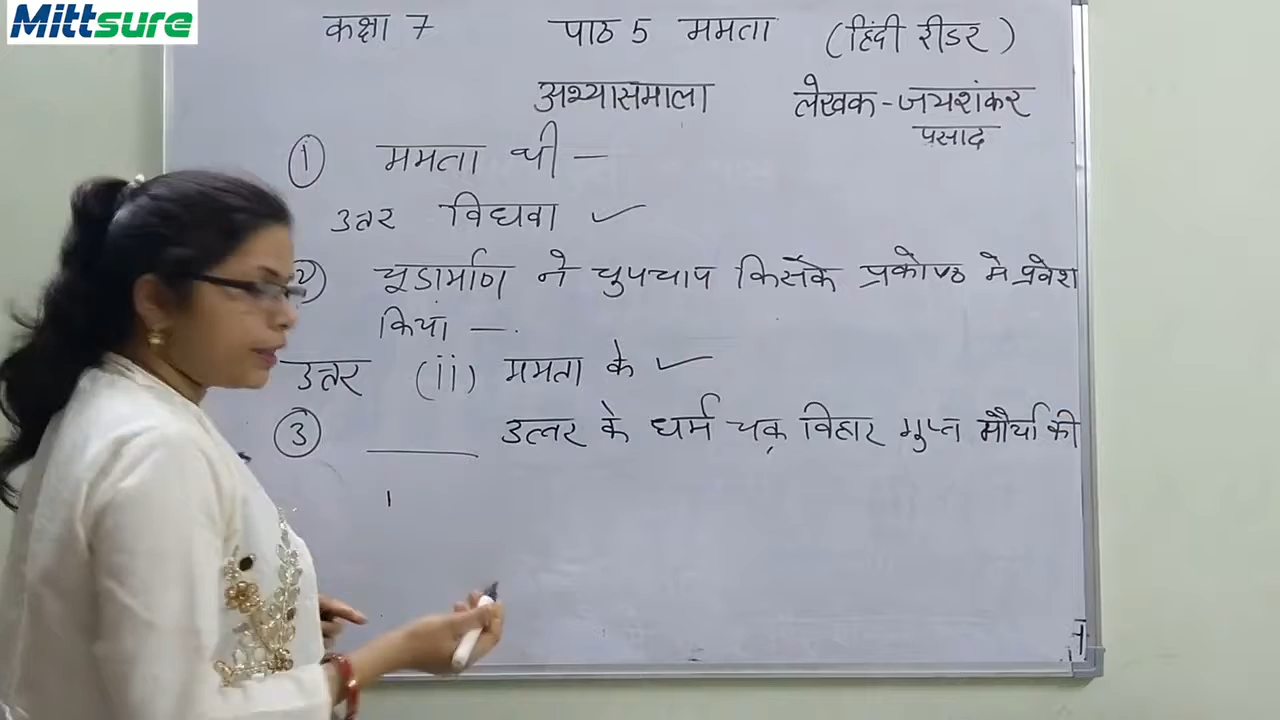 Mittsure
कक्षा 7 पाठ 5 ममता (हिंदी रीडर)
अभ्यासमाला लेखक - जयशंकर
प्रसाद
① ममता थी —
उत्तर विधवा ✓
चूडामणि ने चुपचाप किसके प्रकोष्ठ मे प्रवेश
किया —.
उत्तर (ii) ममता के ✓
③ ______ उत्तर के धर्म चक्र विहार गुप्त मौर्या की